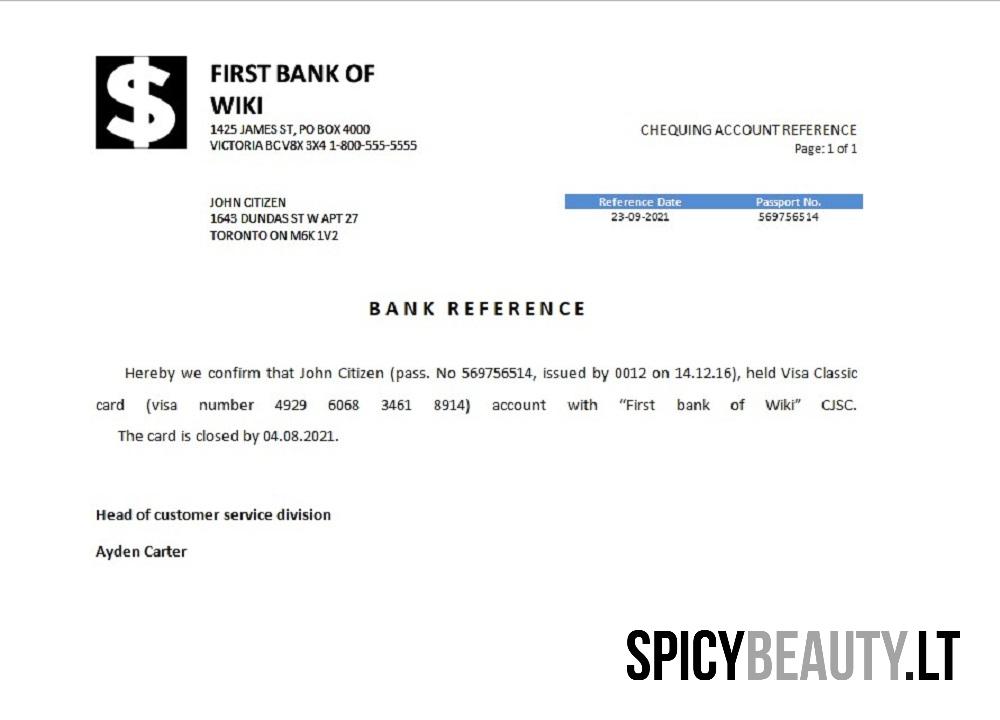 FIRST BANK OF
WIKI
1425 JAMES ST, PO BOX 4000
VICTORIA BC V8X 3X4 1-800-555-5555
CHEQUING ACCOUNT REFERENCE
Page: 1 of 1
JOHN CITIZEN
1643 DUNDAS ST W APT 27
TORONTO ON M6K 1V2
Reference Date Passport No.
23-09-2021 569756514
BANK REFERENCE
Hereby we confirm that John Citizen (pass. No 569756514, issued by 0012 on 14.12.16), held Visa Classic
card (visa number 4929 6068 3461 8914) account with “First bank of Wiki” CJSC.
The card is closed by 04.08.2021.
Head of customer service division
Ayden Carter
SPICYBEAUTY.LT